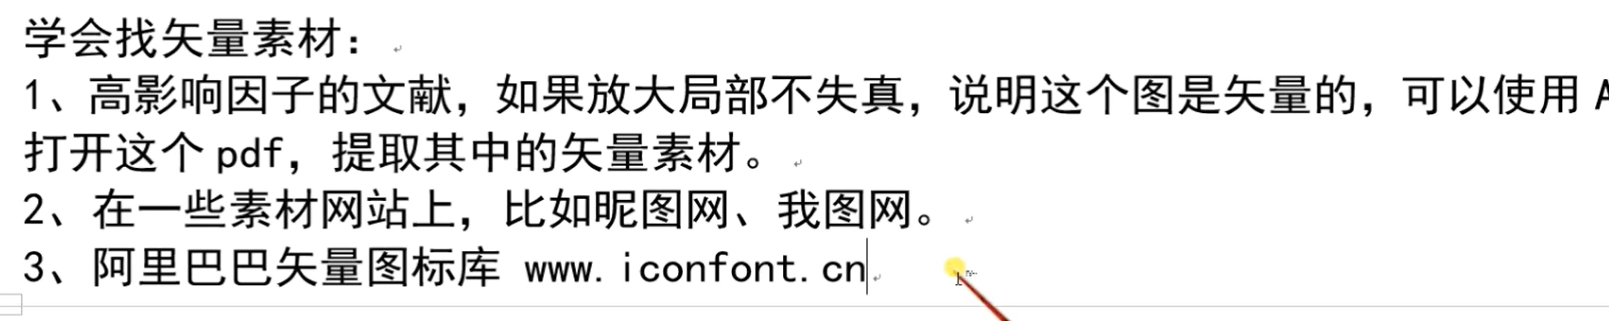 学会找矢量素材：
1、高影响因子的文献，如果放大局部不失真，说明这个图是矢量的，可以使用 A
打开这个 pdf，提取其中的矢量素材。
2、在一些素材网站上，比如昵图网、我图网。
3、阿里巴巴矢量图标库 www.iconfont.cn